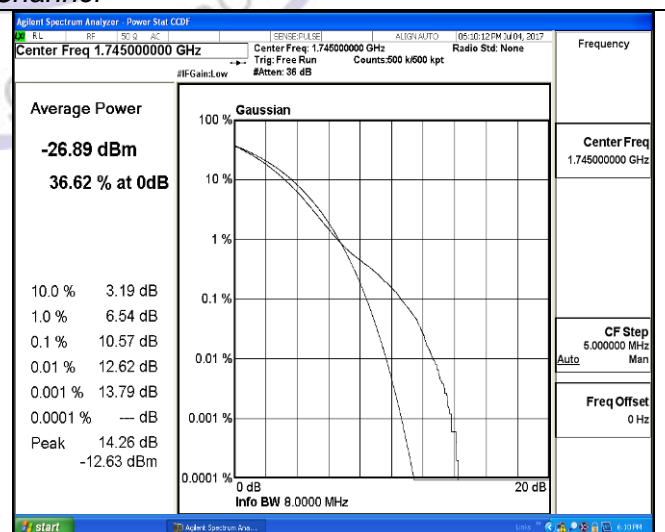 Channel
Agilent Spectrum Analyzer - Power Stat CCDF
RL RF 50 Ω AC SENSE:PULSE ALIGN AUTO 05:10:12 PM Jul 04, 2017
Center Freq 1.745000000 GHz
Center Freq: 1.745000000 GHz Radio Std: None
Trig: Free Run Counts:500 k/500 kpt
#IFGain:Low #Atten: 36 dB
Frequency
Average Power
-26.89 dBm
36.62 % at 0dB
10.0 % 3.19 dB
1.0 % 6.54 dB
0.1 % 10.57 dB
0.01 % 12.62 dB
0.001 % 13.79 dB
0.0001 % --- dB
Peak 14.26 dB
-12.63 dBm
Gaussian
100 %
10 %
1 %
0.1 %
0.01 %
0.001 %
0.0001 %
0 dB 20 dB
Info BW 8.0000 MHz
Center Freq
1.745000000 GHz
CF Step
5.000000 MHz
Auto Man
Freq Offset
0 Hz
start Agilent Spectrum Ana... Links 6:10 PM